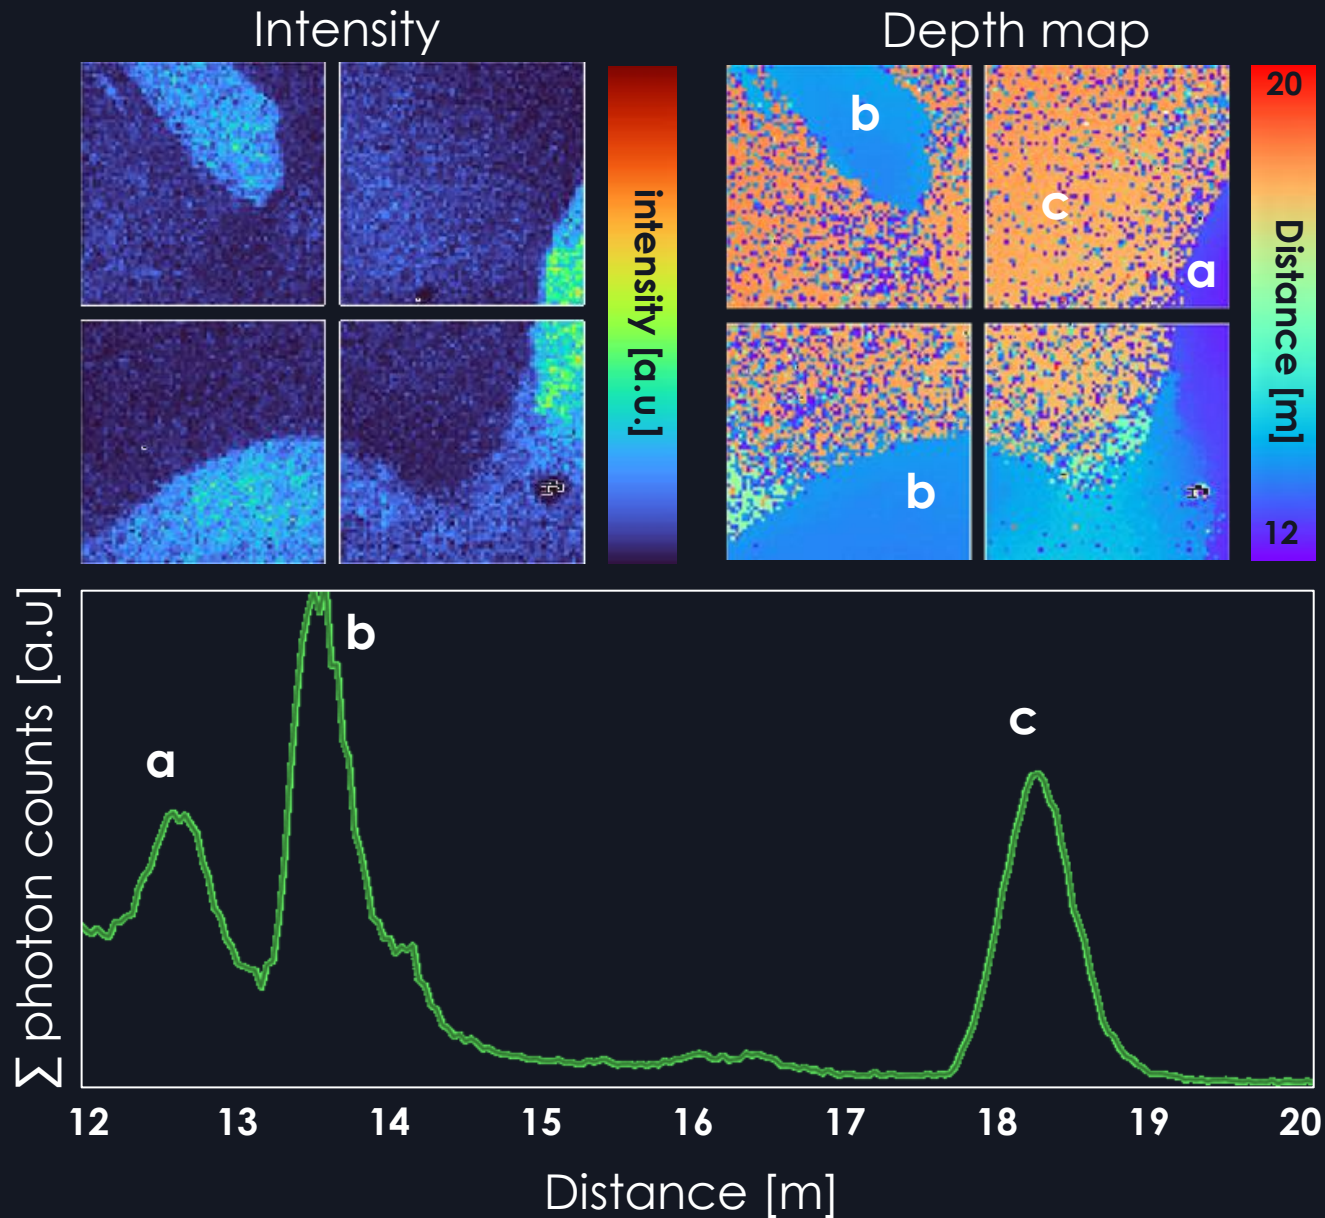 Intensity
Depth map
intensity [a.u.]
b
c
a
b
20
Distance [m]
12
∑ photon counts [a.u]
a
b
c
12 13 14 15 16 17 18 19 20
Distance [m]